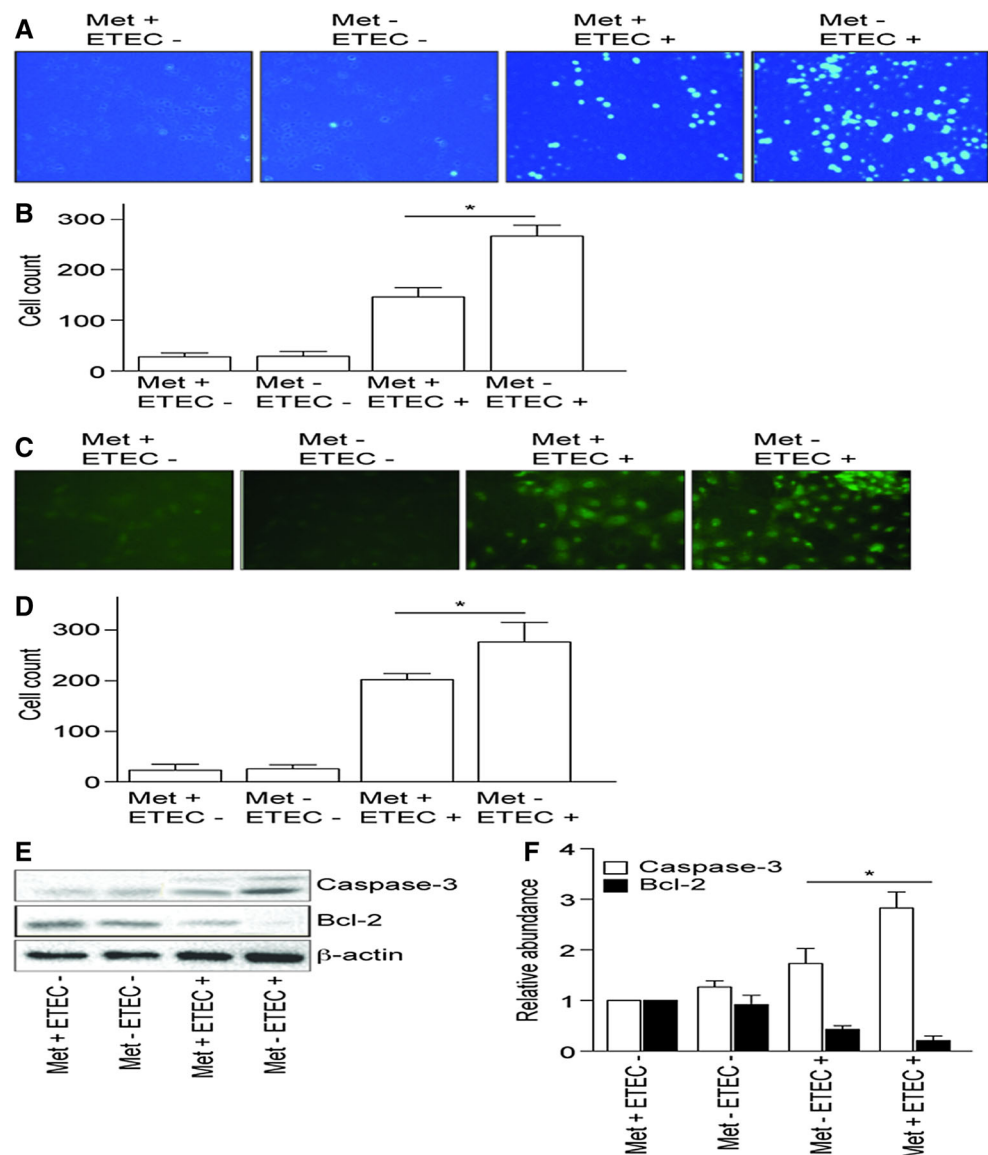 A
Met +
ETEC -
Met -
ETEC -
Met +
ETEC +
Met -
ETEC +
B
Cell count
300
200
100
0
*
Met +
ETEC -
Met -
ETEC -
Met +
ETEC +
Met -
ETEC +
C
Met +
ETEC -
Met -
ETEC -
Met +
ETEC +
Met -
ETEC +
D
Cell count
300
200
100
0
*
Met +
ETEC -
Met -
ETEC -
Met +
ETEC +
Met -
ETEC +
E
Caspase-3
Bcl-2
β-actin
Met + ETEC -
Met - ETEC -
Met + ETEC +
Met - ETEC +
F
Relative abundance
4
3
2
1
0
Caspase-3
Bcl-2
*
Met + ETEC -
Met - ETEC -
Met - ETEC +
Met + ETEC +